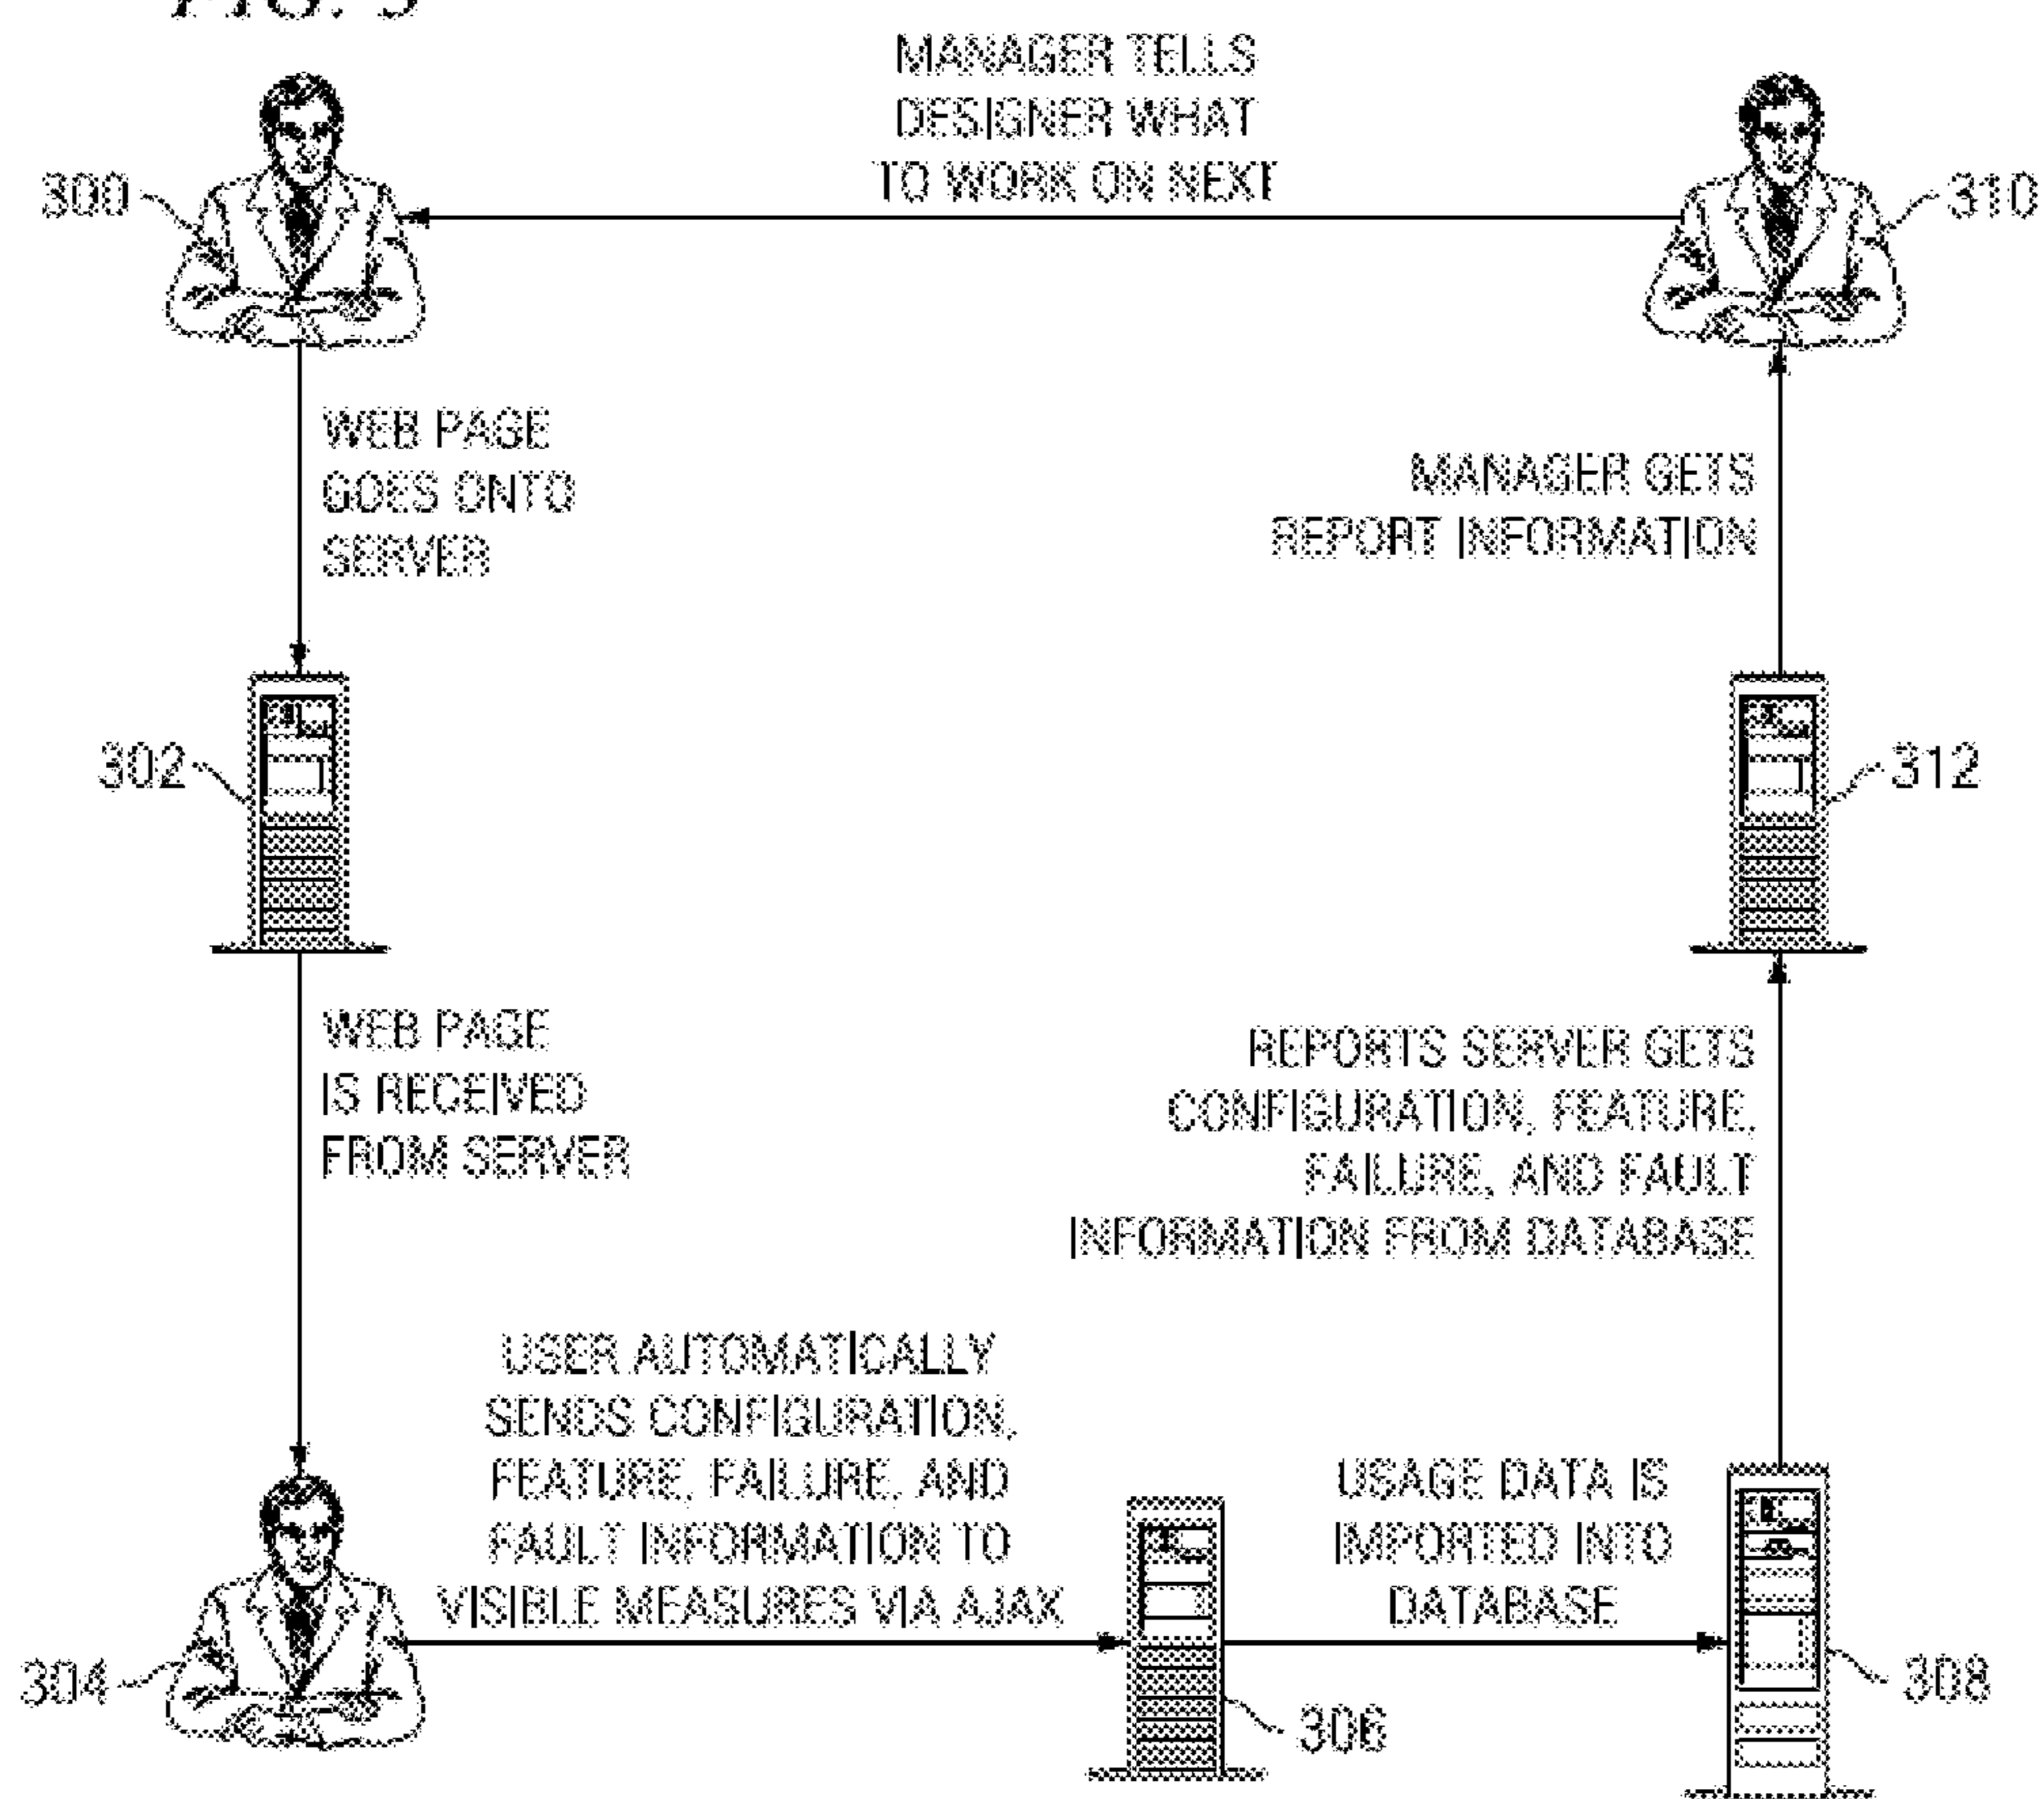 FIG. 3
MANAGER TELLS
DESIGNER WHAT
TO WORK ON NEXT
300
310
WEB PAGE
GOES ONTO
SERVER
MANAGER GETS
REPORT INFORMATION
302
312
WEB PAGE
IS RECEIVED
FROM SERVER
REPORTS SERVER GETS
CONFIGURATION, FEATURE,
FAILURE, AND FAULT
INFORMATION FROM DATABASE
USER AUTOMATICALLY
SENDS CONFIGURATION,
FEATURE, FAILURE, AND
FAULT INFORMATION TO
VISIBLE MEASURES VIA AJAX
USAGE DATA IS
IMPORTED INTO
DATABASE
304
306
308